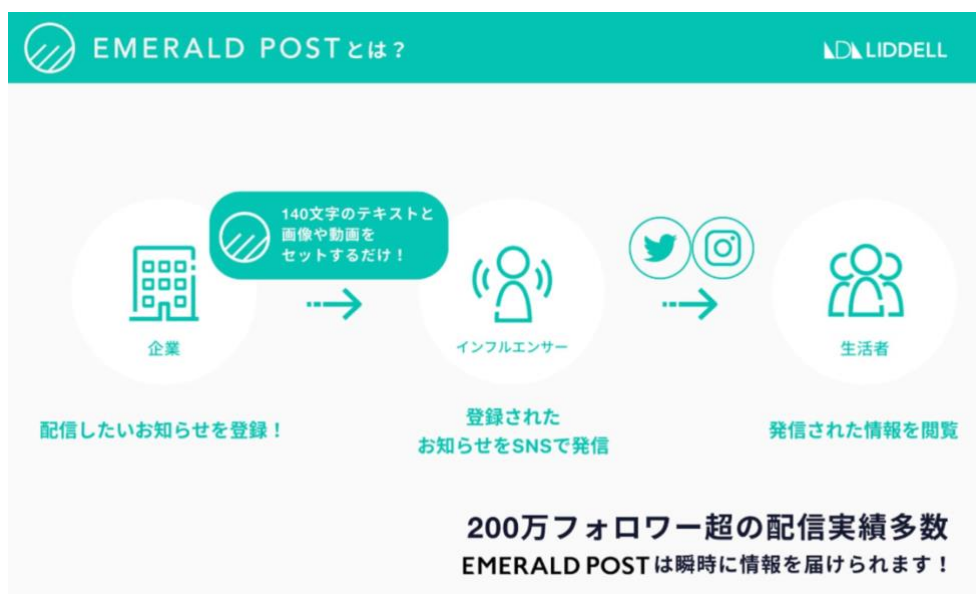 EMERALD POSTとは？
LIDDELL
140文字のテキストと
画像や動画を
セットするだけ！
企業
インフルエンサー
生活者
配信したいお知らせを登録！
登録された
お知らせをSNSで発信
発信された情報を閲覧
200万フォロワー超の配信実績多数
EMERALD POSTは瞬時に情報を届けられます！